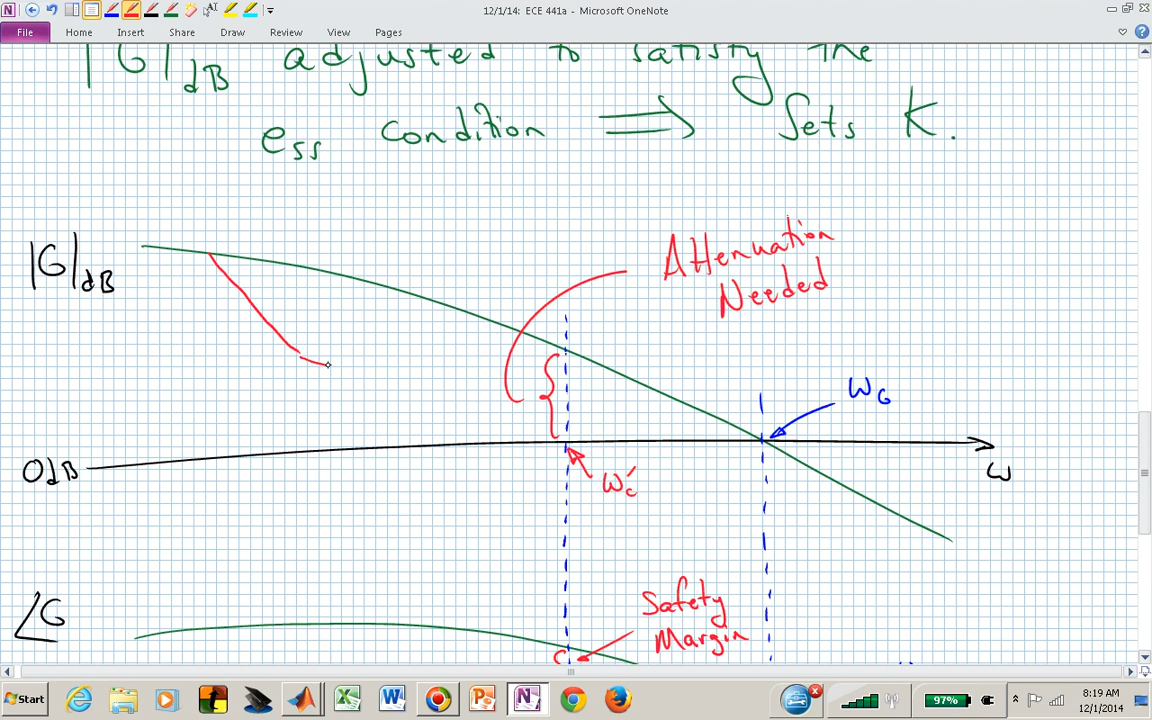 12/1/14: ECE 441a - Microsoft OneNote
File Home Insert Share Draw Review View Pages
|G|dB adjusted to satisfy the
ess condition ⟹ Sets K.
Attenuation
Needed
|G|dB
ωG
0dB
ω
ωc'
Safety
Margin
∠G
Start
97%
8:19 AM
12/1/2014